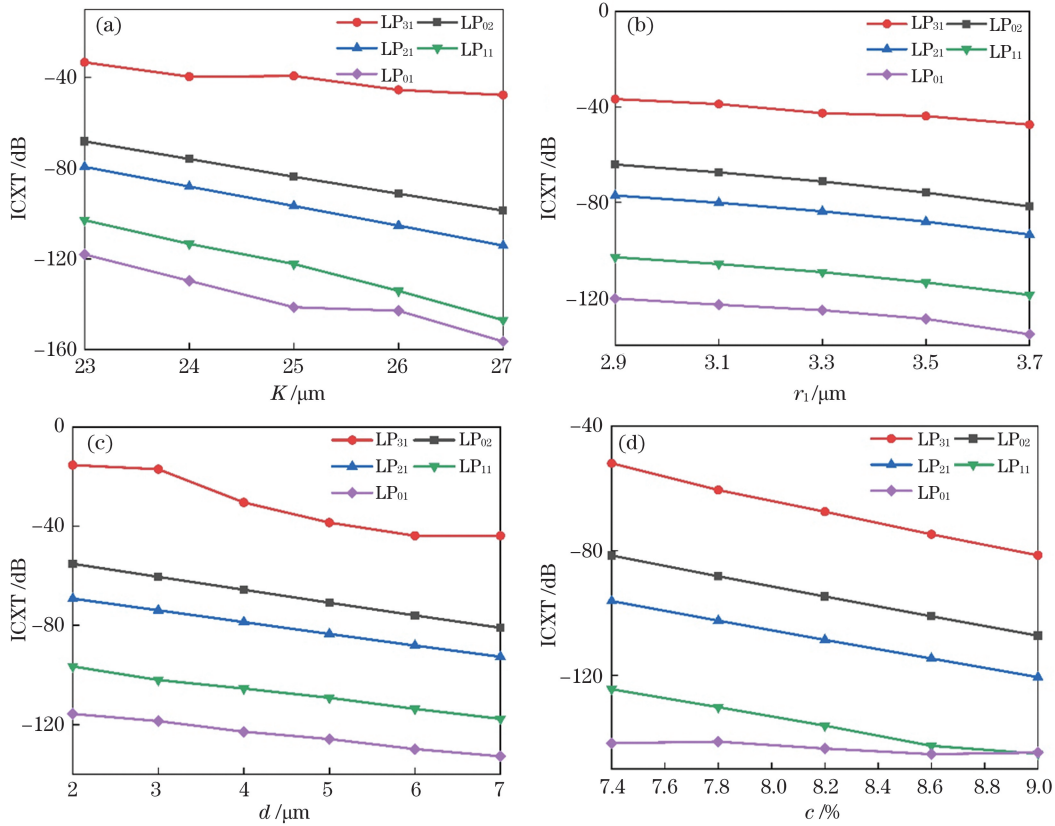 (a)
LP31 LP02
LP21 LP11
LP01
−40
−80
−120
−160
ICXT /dB
23 24 25 26 27
K /μm
(b)
LP31 LP02
LP21 LP11
LP01
0
−40
−80
−120
ICXT /dB
2.9 3.1 3.3 3.5 3.7
r1 /μm
(c)
LP31 LP02
LP21 LP11
LP01
0
−40
−80
−120
ICXT /dB
2 3 4 5 6 7
d /μm
(d)
LP31 LP02
LP21 LP11
LP01
−40
−80
−120
ICXT /dB
7.4 7.6 7.8 8.0 8.2 8.4 8.6 8.8 9.0
c /%